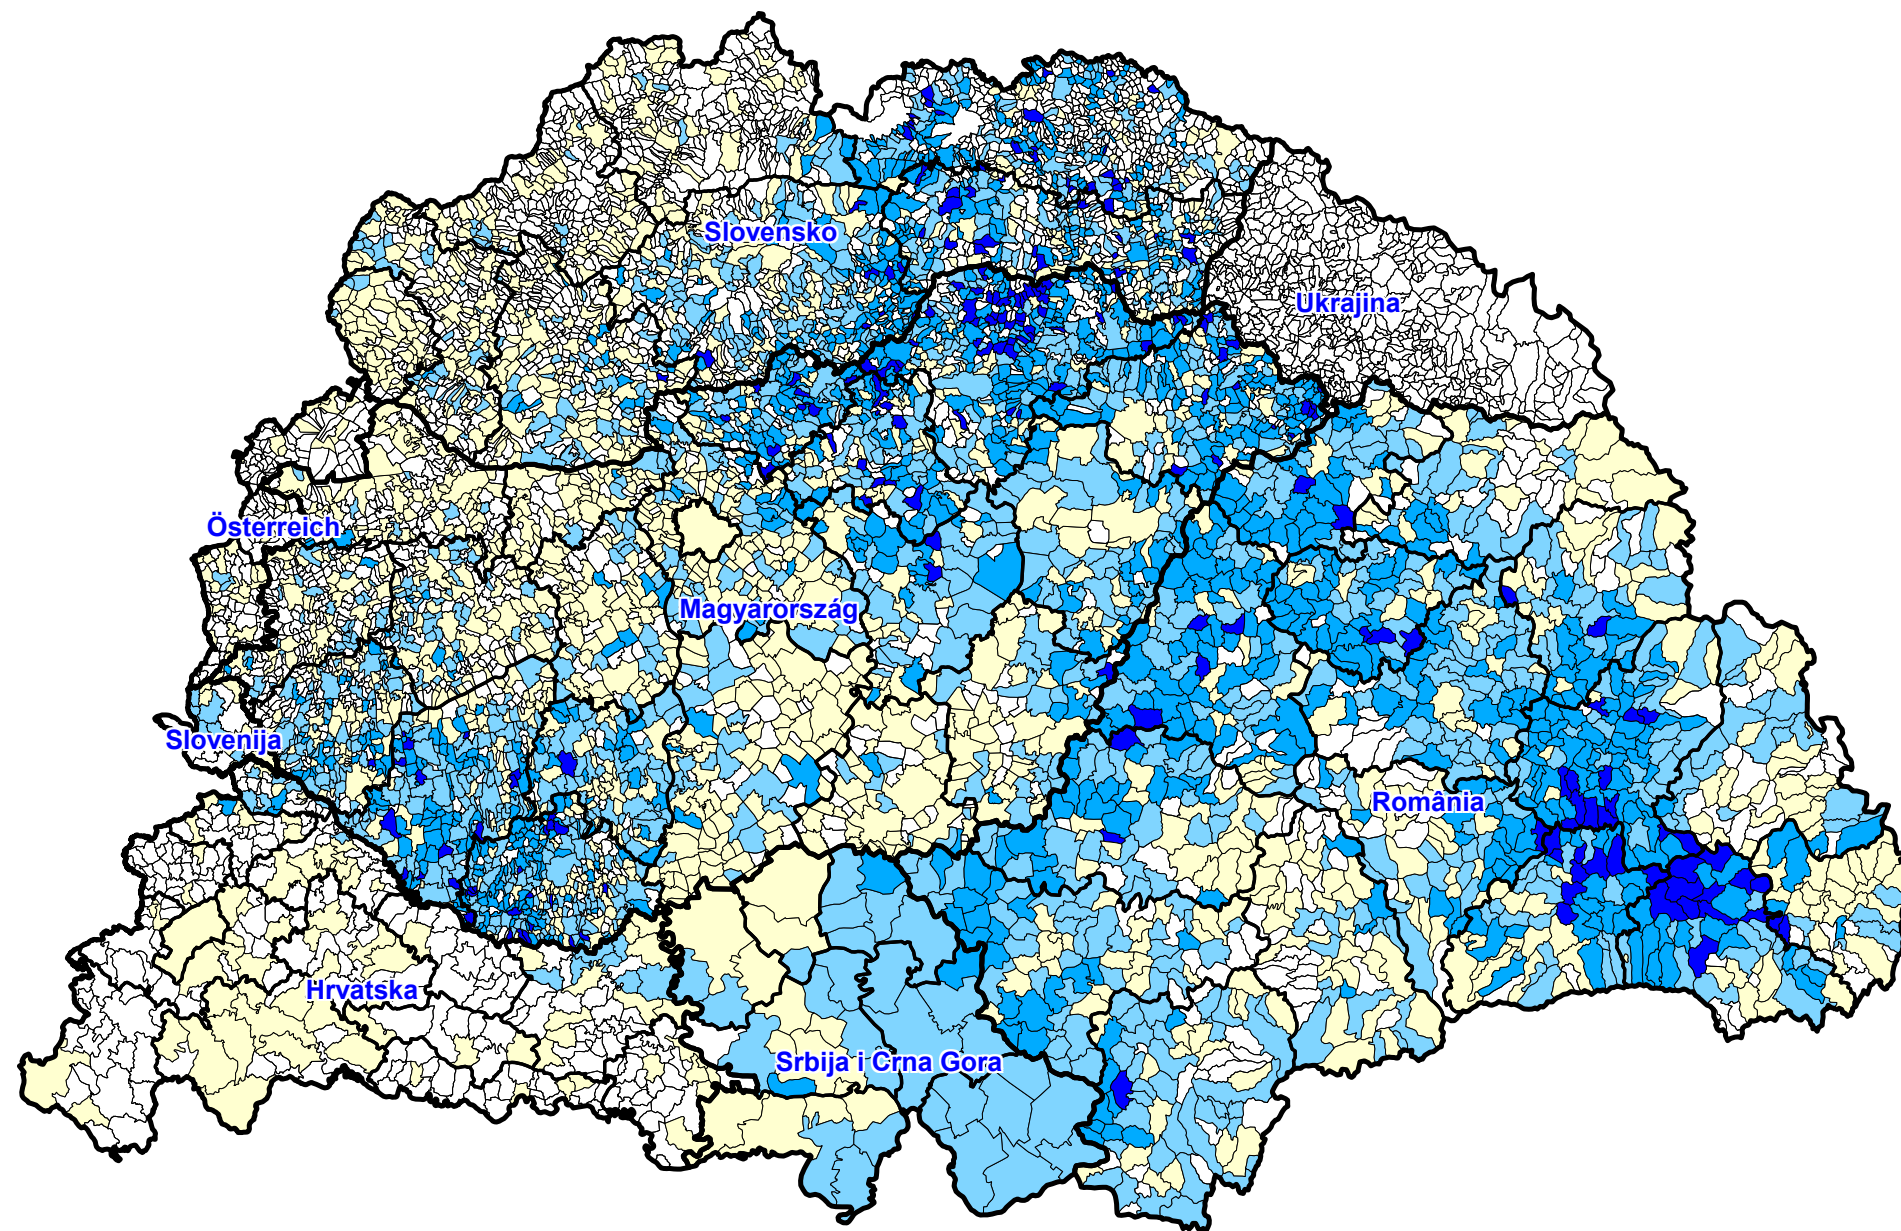 Slovensko
Ukrajina
Österreich
Magyarország
Slovenija
România
Hrvatska
Srbija i Crna Gora